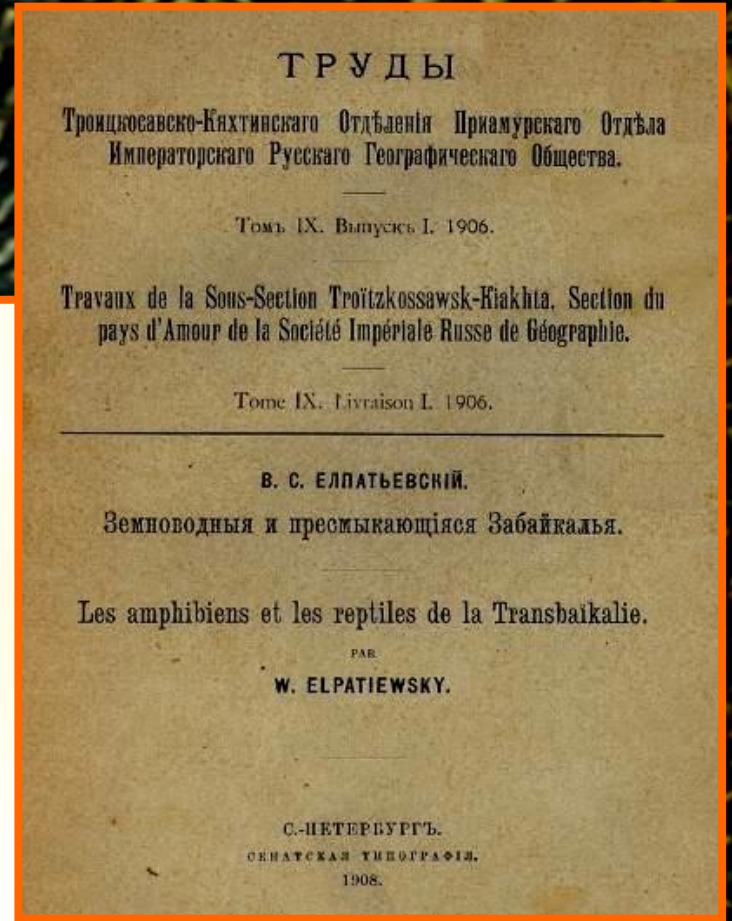 ТРУДЫ
Троицкосавско-Кяхтинскаго Отдѣленія Приамурскаго Отдѣла
Императорскаго Русскаго Географическаго Общества.
Томъ IX. Выпускъ I. 1906.
Travaux de la Sous-Section Troïtzkossawsk-Kiakhta. Section du
pays d'Amour de la Société Impériale Russe de Géographie.
Tome IX. Livraison I. 1906.
В. С. ЕЛПАТЬЕВСКІЙ.
Земноводныя и пресмыкающіяся Забайкалья.
Les amphibiens et les reptiles de la Transbaïkalie.
PAR
W. ELPATIEWSKY.
С.-ПЕТЕРБУРГЪ.
СЕНАТСКАЯ ТИПОГРАФІЯ.
1908.